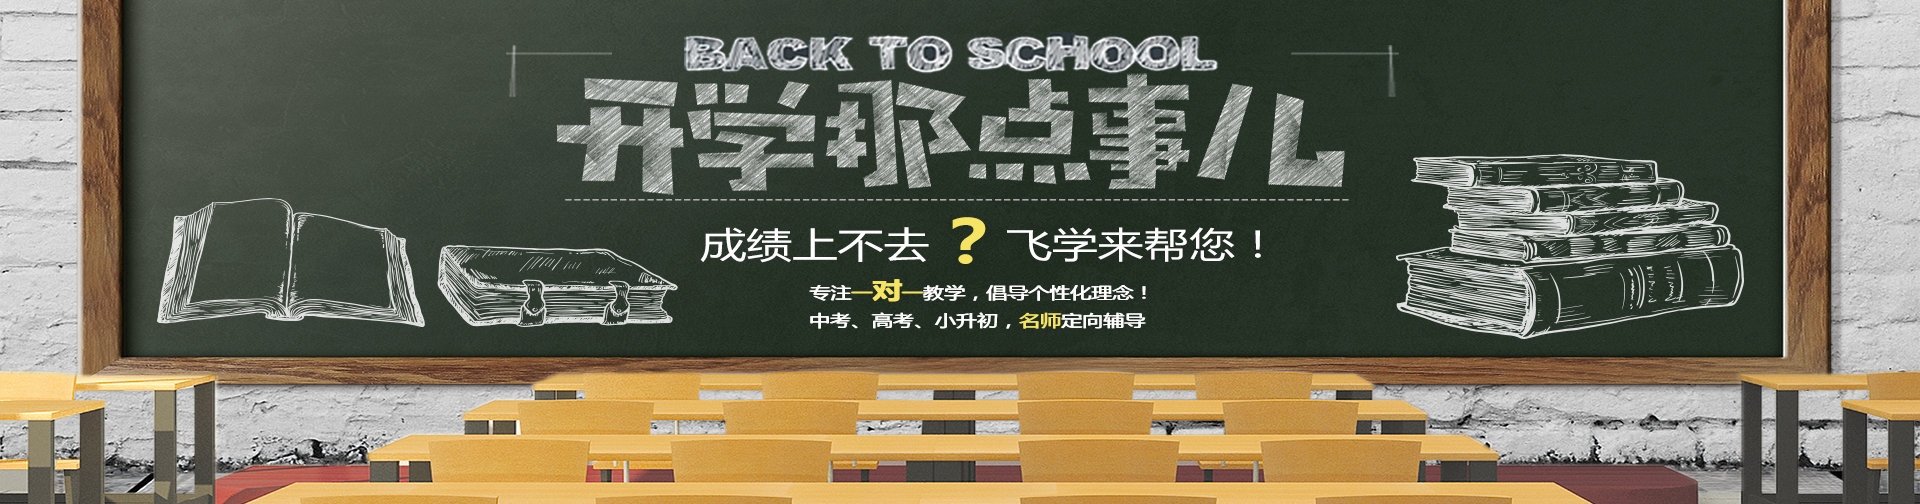 BACK TO SCHOOL
开学那点事儿
成绩上不去?飞学来帮您！
专注一对一教学，倡导个性化理念！
中考、高考、小升初，名师定向辅导